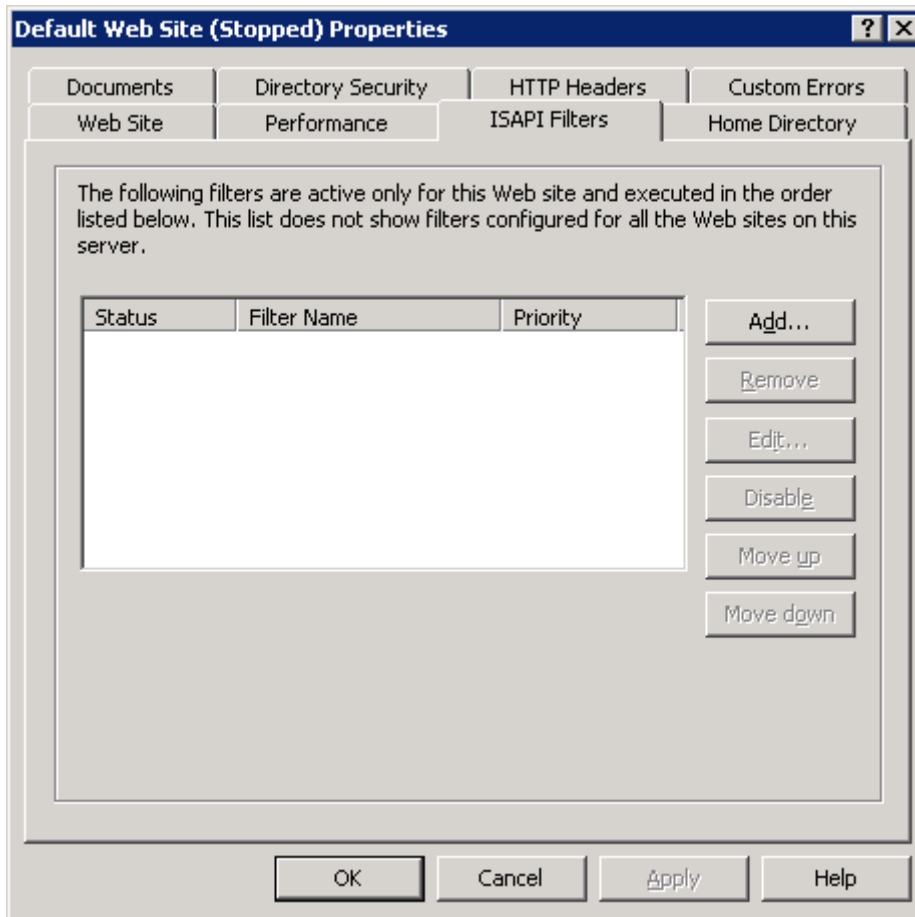 Default Web Site (Stopped) Properties
Documents
Directory Security
HTTP Headers
Custom Errors
Web Site
Performance
ISAPI Filters
Home Directory
The following filters are active only for this Web site and executed in the order
listed below. This list does not show filters configured for all the Web sites on this
server.
Status
Filter Name
Priority
Add...
Remove
Edit...
Disable
Move up
Move down
OK
Cancel
Apply
Help